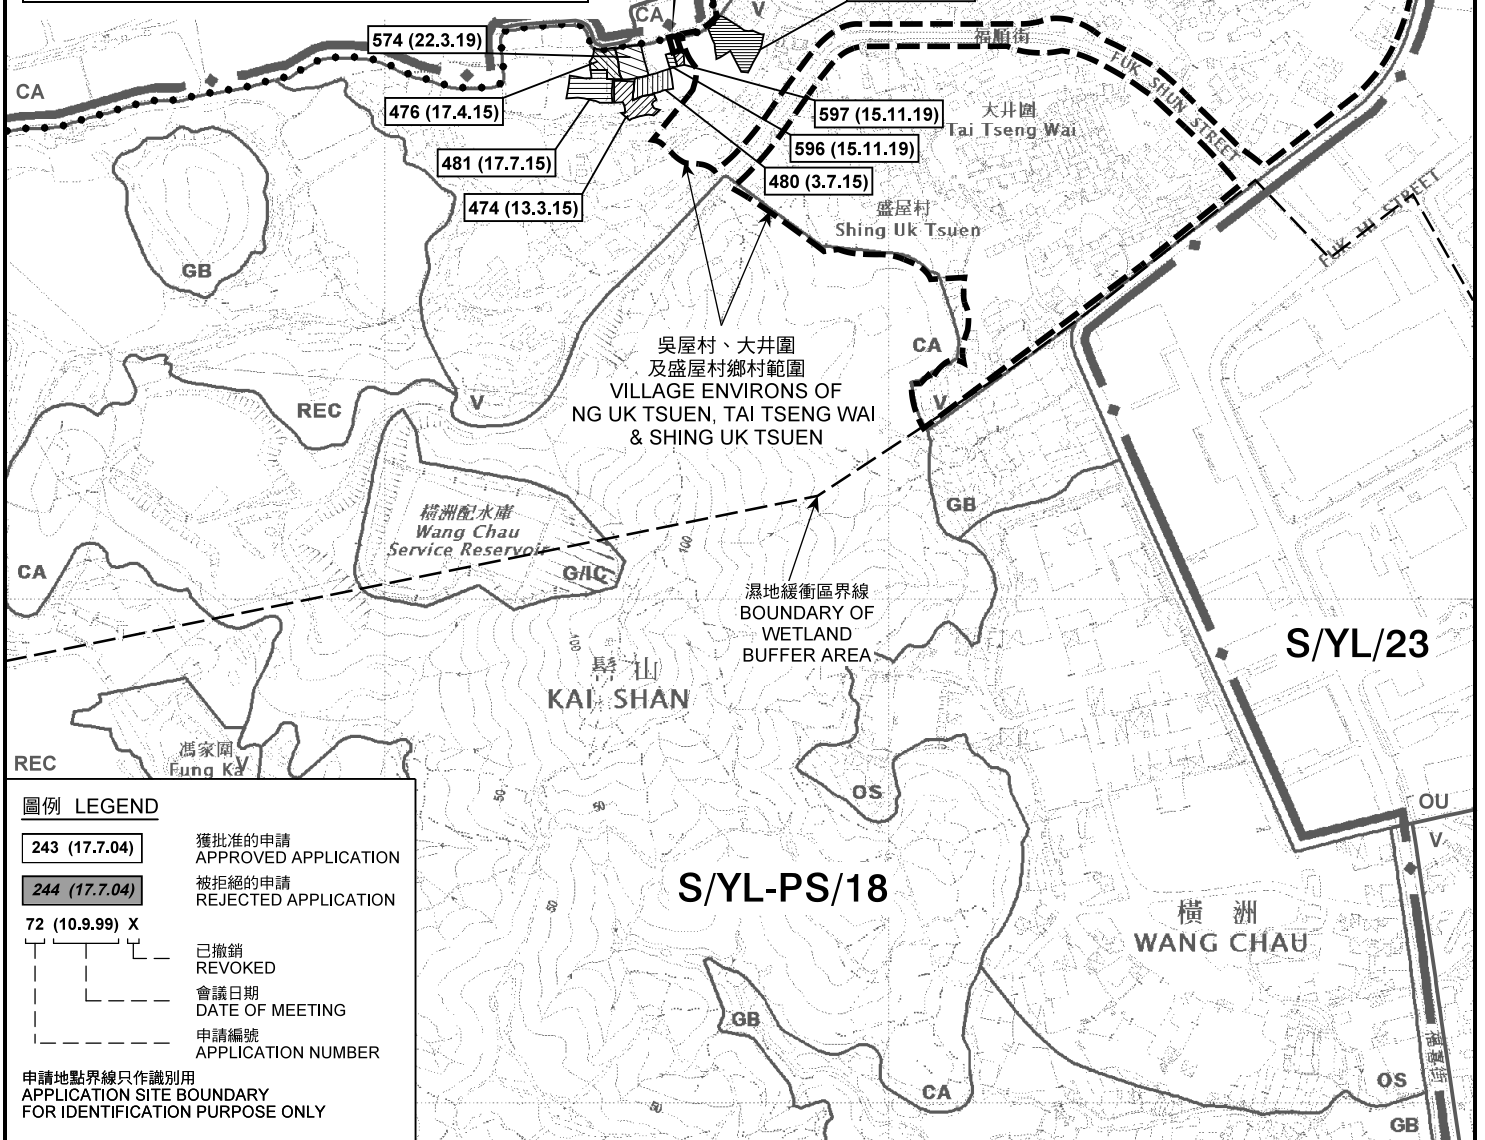 CA
V
574 (22.3.19)
福順街
CA
FUK SHUN STREET
476 (17.4.15)
597 (15.11.19)
大井圍
Tai Tseng Wai
596 (15.11.19)
481 (17.7.15)
480 (3.7.15)
474 (13.3.15)
盛屋村
Shing Uk Tsuen
GB
吳屋村、大井圍
及盛屋村鄉村範圍
VILLAGE ENVIRONS OF
NG UK TSUEN, TAI TSENG WAI
& SHING UK TSUEN
CA
REC
V
V
橫洲配水庫
Wang Chau
Service Reservoir
G/IC
GB
100
CA
濕地緩衝區界線
BOUNDARY OF
WETLAND
BUFFER AREA
S/YL/23
100
髻山
KAI SHAN
馮家圍
Fung Ka
V
REC
50
50
OS
OU
V
圖例 LEGEND
243 (17.7.04)
獲批准的申請
APPROVED APPLICATION
244 (17.7.04)
被拒絕的申請
REJECTED APPLICATION
72 (10.9.99) X
已撤銷
REVOKED
會議日期
DATE OF MEETING
申請編號
APPLICATION NUMBER
申請地點界線只作識別用
APPLICATION SITE BOUNDARY
FOR IDENTIFICATION PURPOSE ONLY
S/YL-PS/18
50
橫洲
WANG CHAU
GB
CA
50
OS
GB